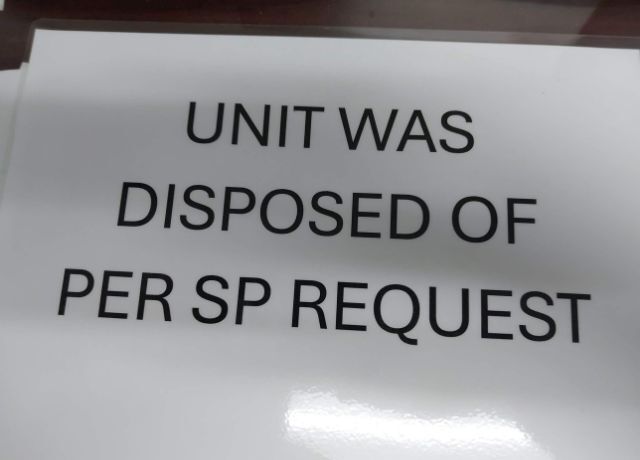 UNIT WAS
DISPOSED OF
PER SP REQUEST